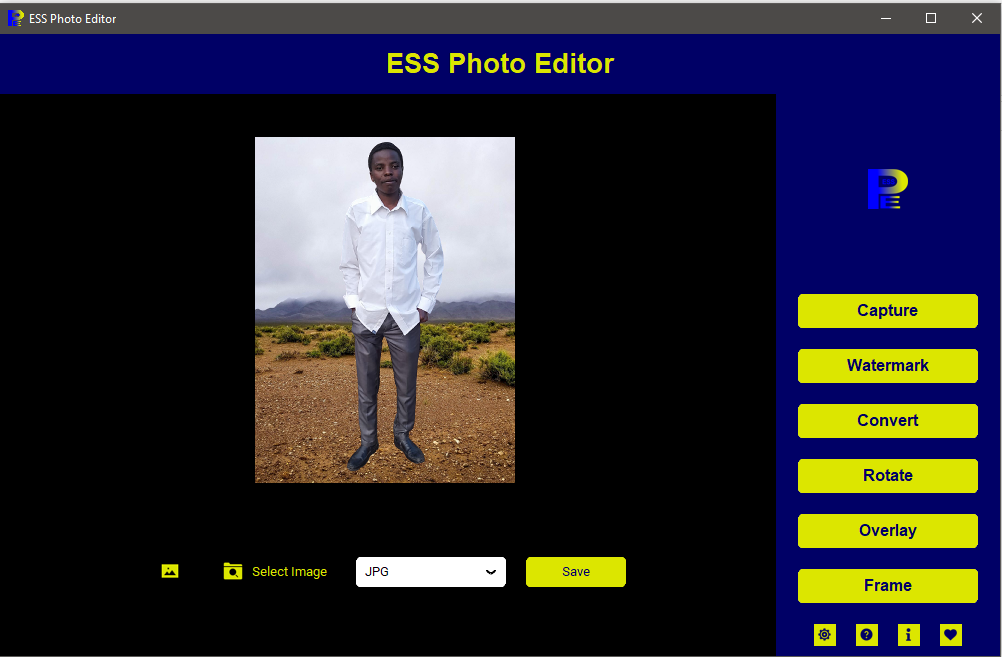 ESS Photo Editor
ESS Photo Editor
Capture
Watermark
Convert
Rotate
Overlay
Frame
Select Image
JPG
Save